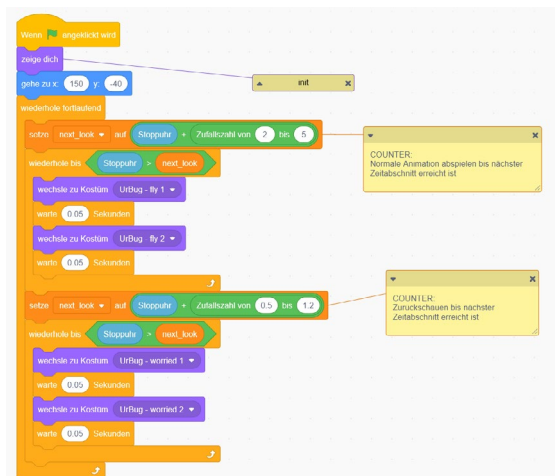 Wenn angeklickt wird
zeige dich
gehe zu x: 150 y: -40
init
wiederhole fortlaufend
setze next_look auf Stoppuhr + Zufallszahl von 2 bis 5
COUNTER:
Normale Animation abspielen bis nächster
Zeitabschnitt erreicht ist
wiederhole bis Stoppuhr > next_look
wechsle zu Kostüm UrBug - fly 1
warte 0.05 Sekunden
wechsle zu Kostüm UrBug - fly 2
warte 0.05 Sekunden
setze next_look auf Stoppuhr + Zufallszahl von 0.5 bis 1.2
COUNTER:
Zurückschauen bis nächster
Zeitabschnitt erreicht ist
wiederhole bis Stoppuhr > next_look
wechsle zu Kostüm UrBug - worried 1
warte 0.05 Sekunden
wechsle zu Kostüm UrBug - worried 2
warte 0.05 Sekunden